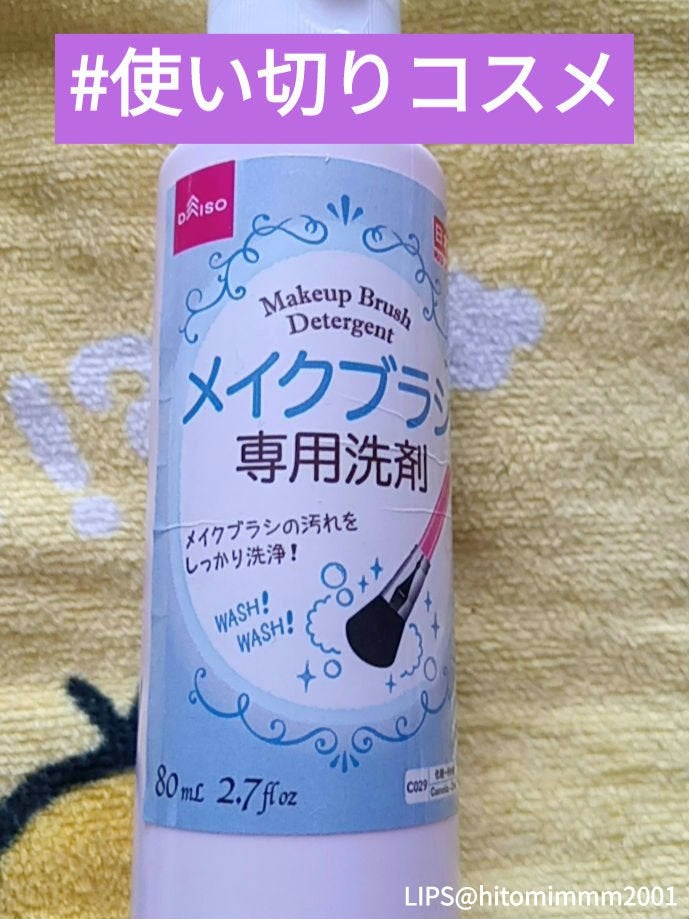 #使い切りコスメ
DAISO
Makeup Brush
Detergent
メイクブラシ
専用洗剤
メイクブラシの汚れを
しっかり洗浄!
WASH!
WASH!
80mL 2.7fl oz
C029
LIPS@hitomimmm2001